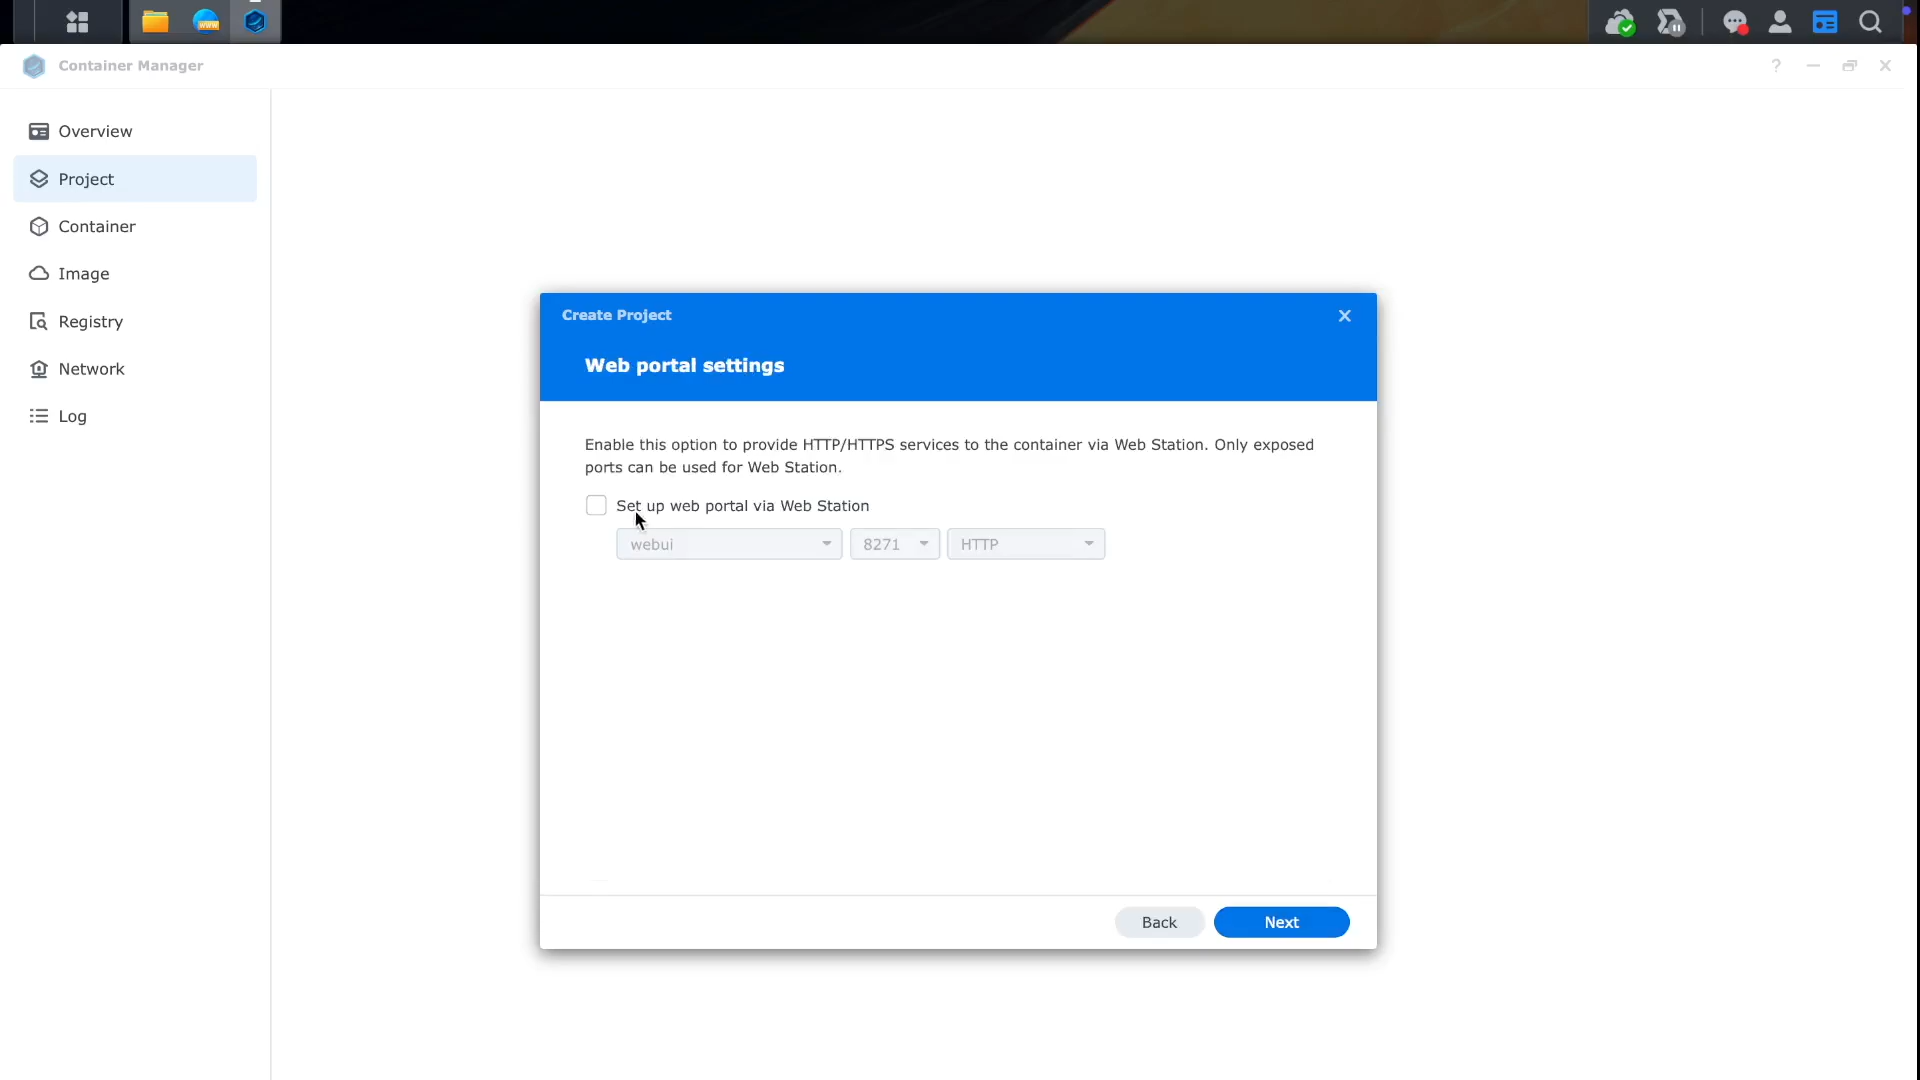 www
Container Manager
?
Overview
Project
Container
Image
Registry
Network
Log
Create Project
Web portal settings
Enable this option to provide HTTP/HTTPS services to the container via Web Station. Only exposed
ports can be used for Web Station.
Set up web portal via Web Station
webui 8271 HTTP
Back Next